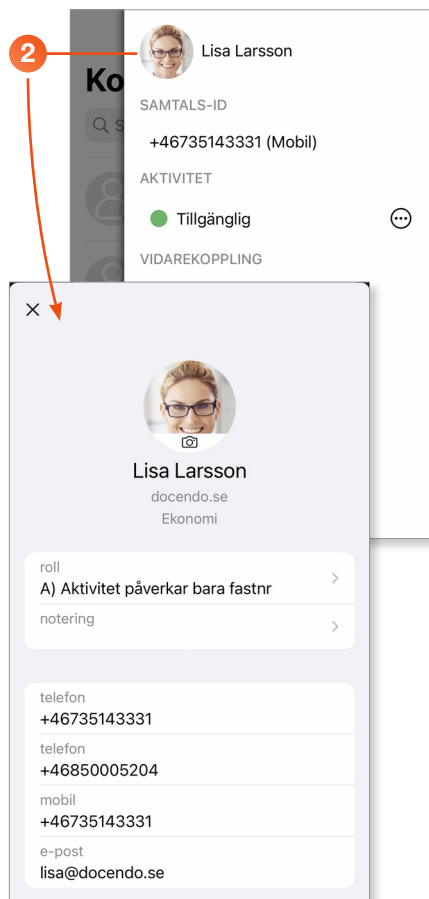 2
Lisa Larsson
Ko
S
SAMTALS-ID
+46735143331 (Mobil)
AKTIVITET
Tillgänglig
VIDAREKOPPLING
Lisa Larsson
docendo.se
Ekonomi
roll
A) Aktivitet påverkar bara fastnr
notering
telefon
+46735143331
telefon
+46850005204
mobil
+46735143331
e-post
lisa@docendo.se